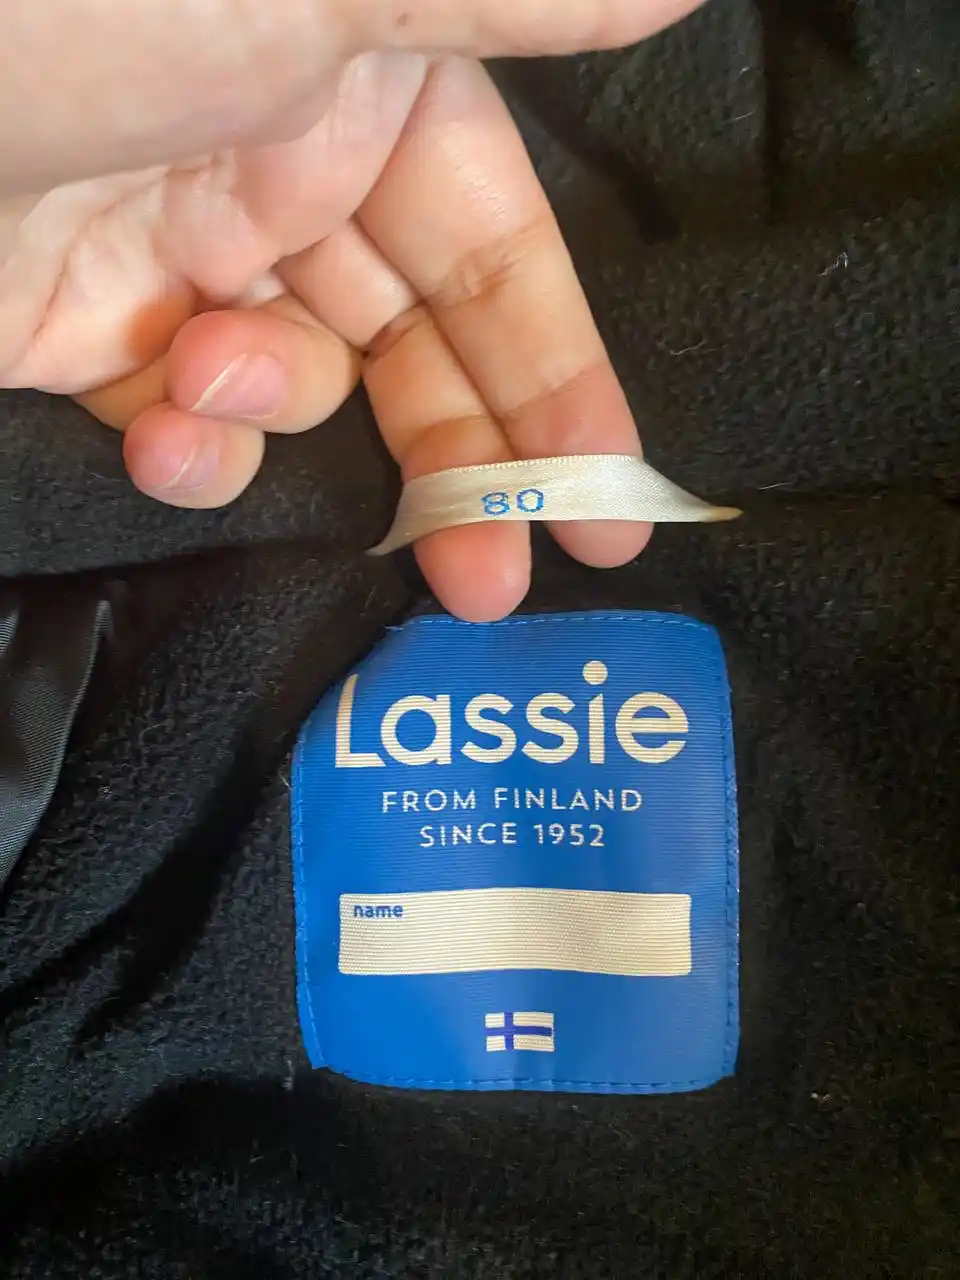 80
Lassie
FROM FINLAND
SINCE 1952
name